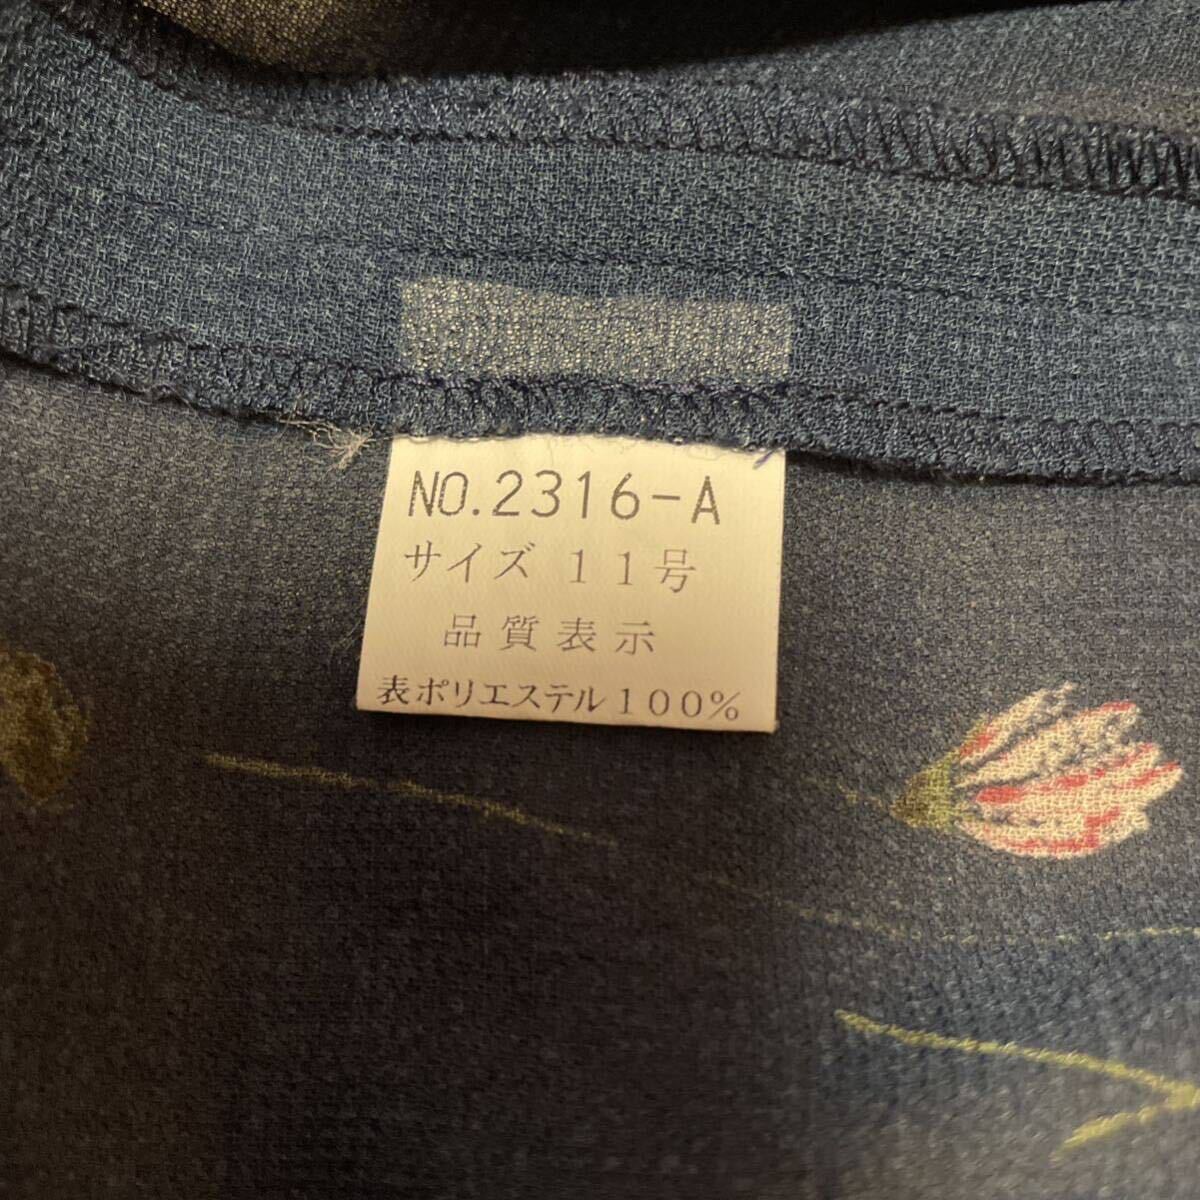 NO.2316-A
サイズ 11号
品質表示
表ポリエステル100%